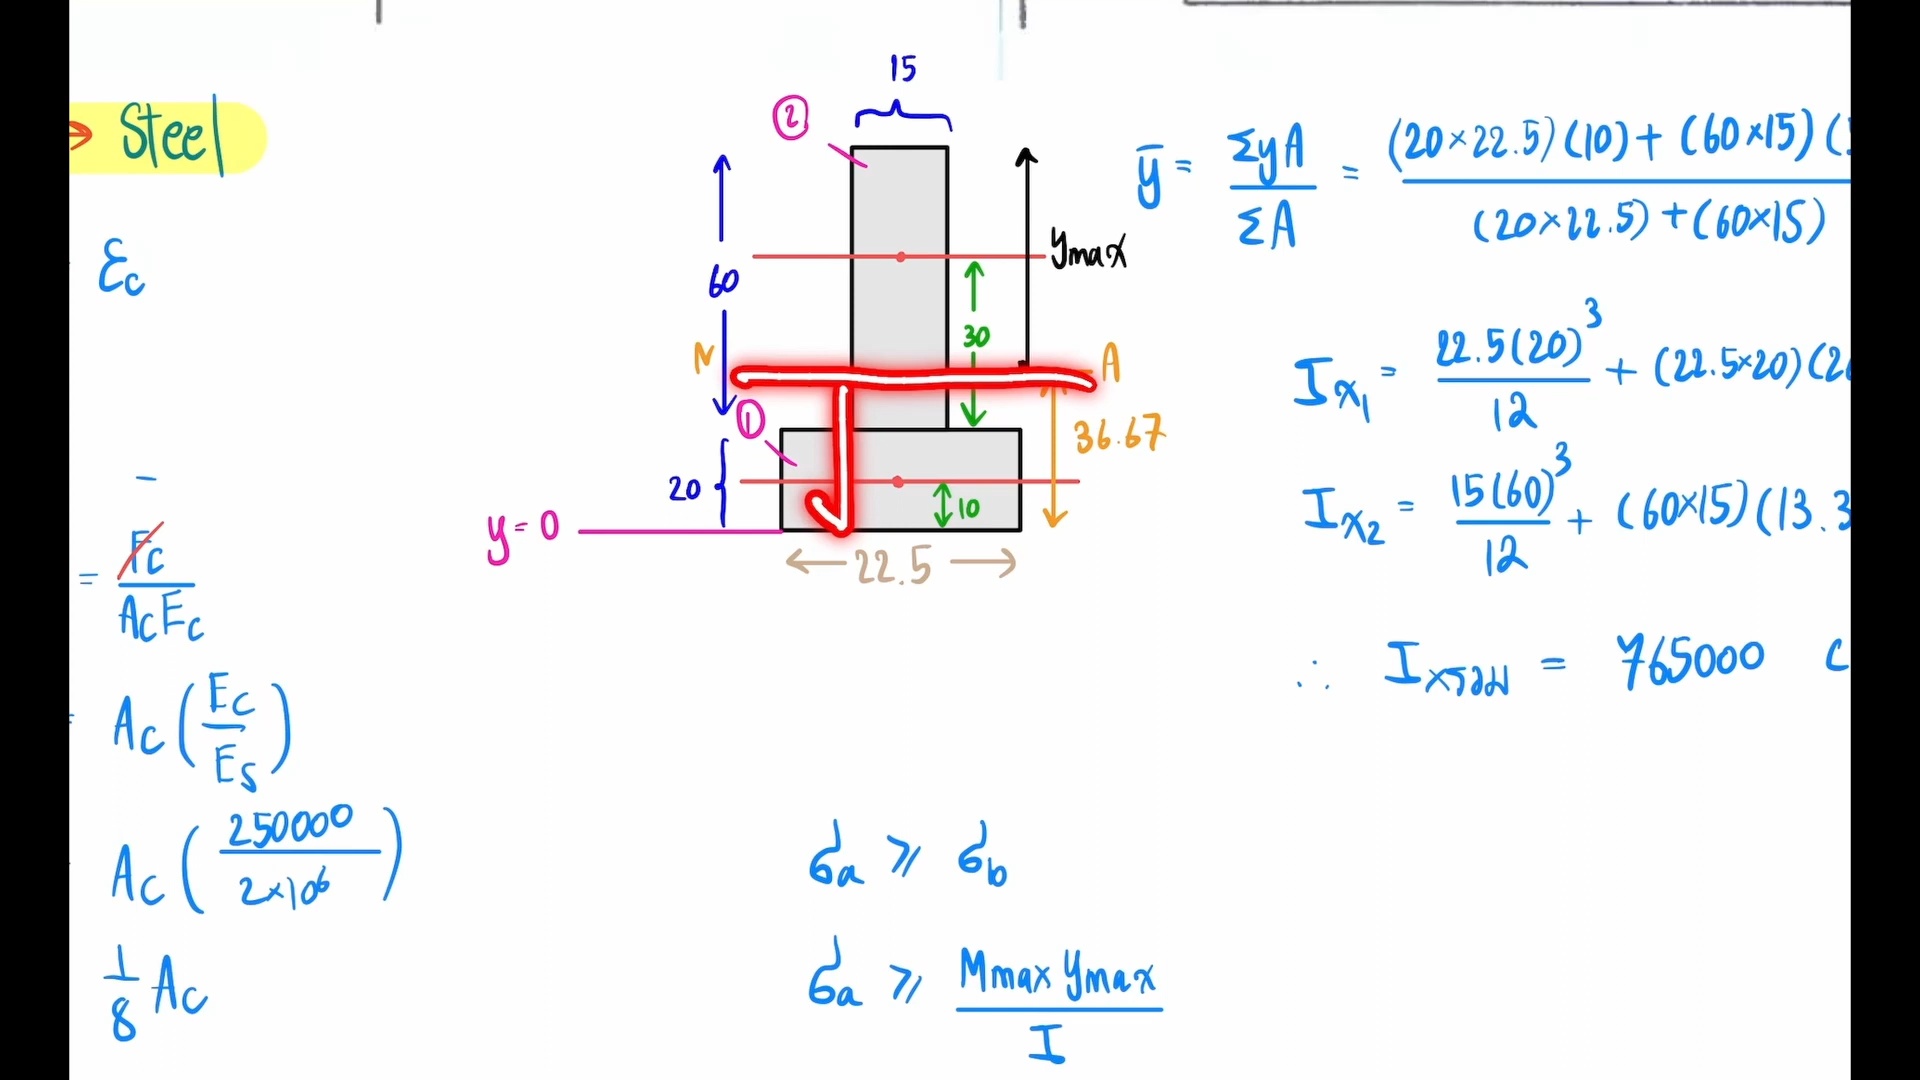 Steel
εc
-
= Fc / AcEc
Ac (Ec / Es)
Ac (250000 / 2×10⁶)
1/8 Ac
15
②
60
N
A
ymax
30
①
20
10
36.67
y = 0
22.5
σa ⩾ σb
σa ⩾ Mmax ymax / I
ȳ = ΣyA / ΣA = (20×22.5)(10) + (60×15)( / (20×22.5) + (60×15)
Ix₁ = 22.5(20)³ / 12 + (22.5×20)(2
Ix₂ = 15(60)³ / 12 + (60×15)(13.3
∴ Ixรวม = 765000 c